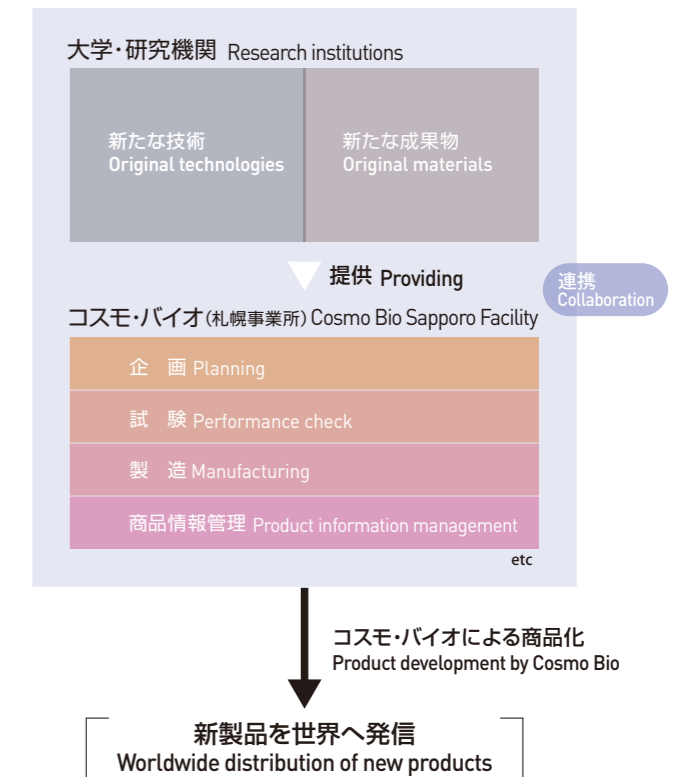 大学・研究機関 Research institutions
新たな技術
Original technologies
新たな成果物
Original materials
提供 Providing
連携
Collaboration
コスモ・バイオ(札幌事業所) Cosmo Bio Sapporo Facility
企 画 Planning
試 験 Performance check
製 造 Manufacturing
商品情報管理 Product information management
etc
コスモ・バイオによる商品化
Product development by Cosmo Bio
新製品を世界へ発信
Worldwide distribution of new products